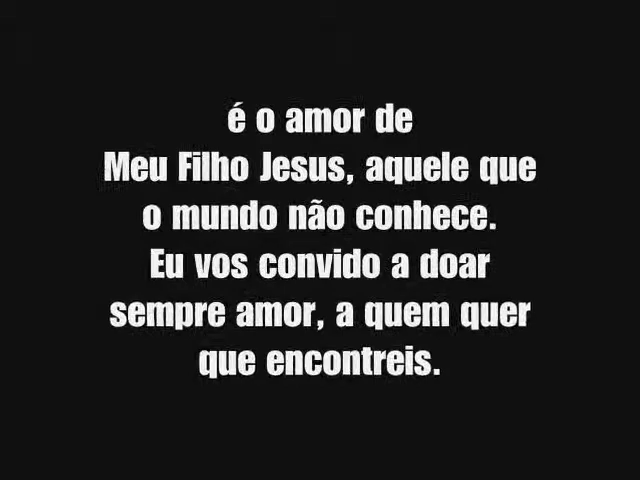 é o amor de
Meu Filho Jesus, aquele que
o mundo não conhece.
Eu vos convido a doar
sempre amor, a quem quer
que encontreis.